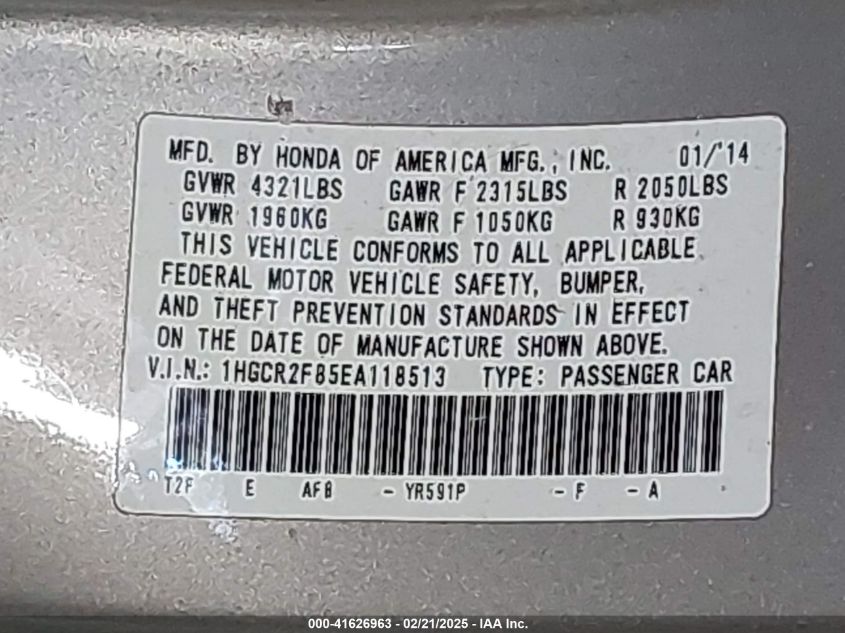 MFD. BY HONDA OF AMERICA MFG., INC. 01/'14
GVWR 4321LBS GAWR F 2315LBS R 2050LBS
GVWR 1960KG GAWR F 1050KG R 930KG
THIS VEHICLE CONFORMS TO ALL APPLICABLE
FEDERAL MOTOR VEHICLE SAFETY, BUMPER,
AND THEFT PREVENTION STANDARDS IN EFFECT
ON THE DATE OF MANUFACTURE SHOWN ABOVE.
V.I.N.: 1HGCR2F85EA118513 TYPE: PASSENGER CAR
T2F E AF8 - YR591P - F - A
000-41626963 - 02/21/2025 - IAA Inc.